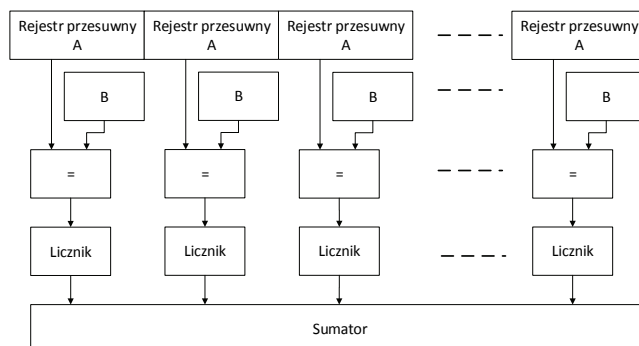 Rejestr przesuwny
A
Rejestr przesuwny
A
Rejestr przesuwny
A
Rejestr przesuwny
A
B
B
B
B
=
=
=
=
Licznik
Licznik
Licznik
Licznik
Sumator